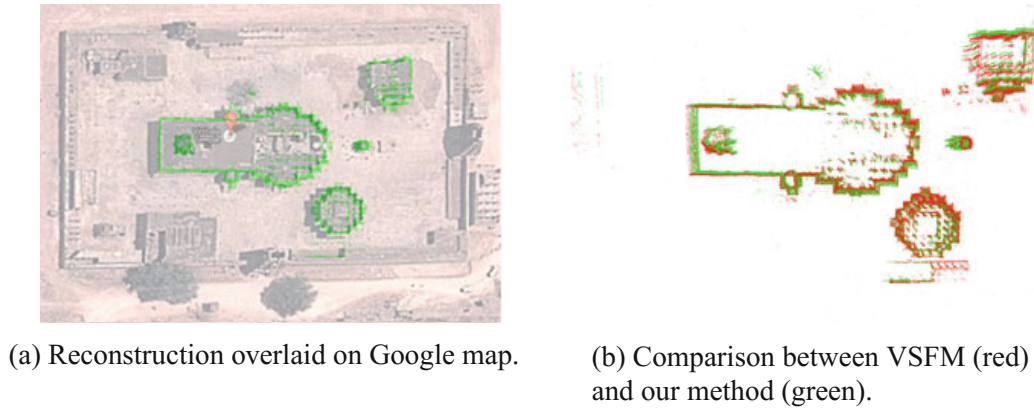 (a) Reconstruction overlaid on Google map.
(b) Comparison between VSFM (red)
and our method (green).